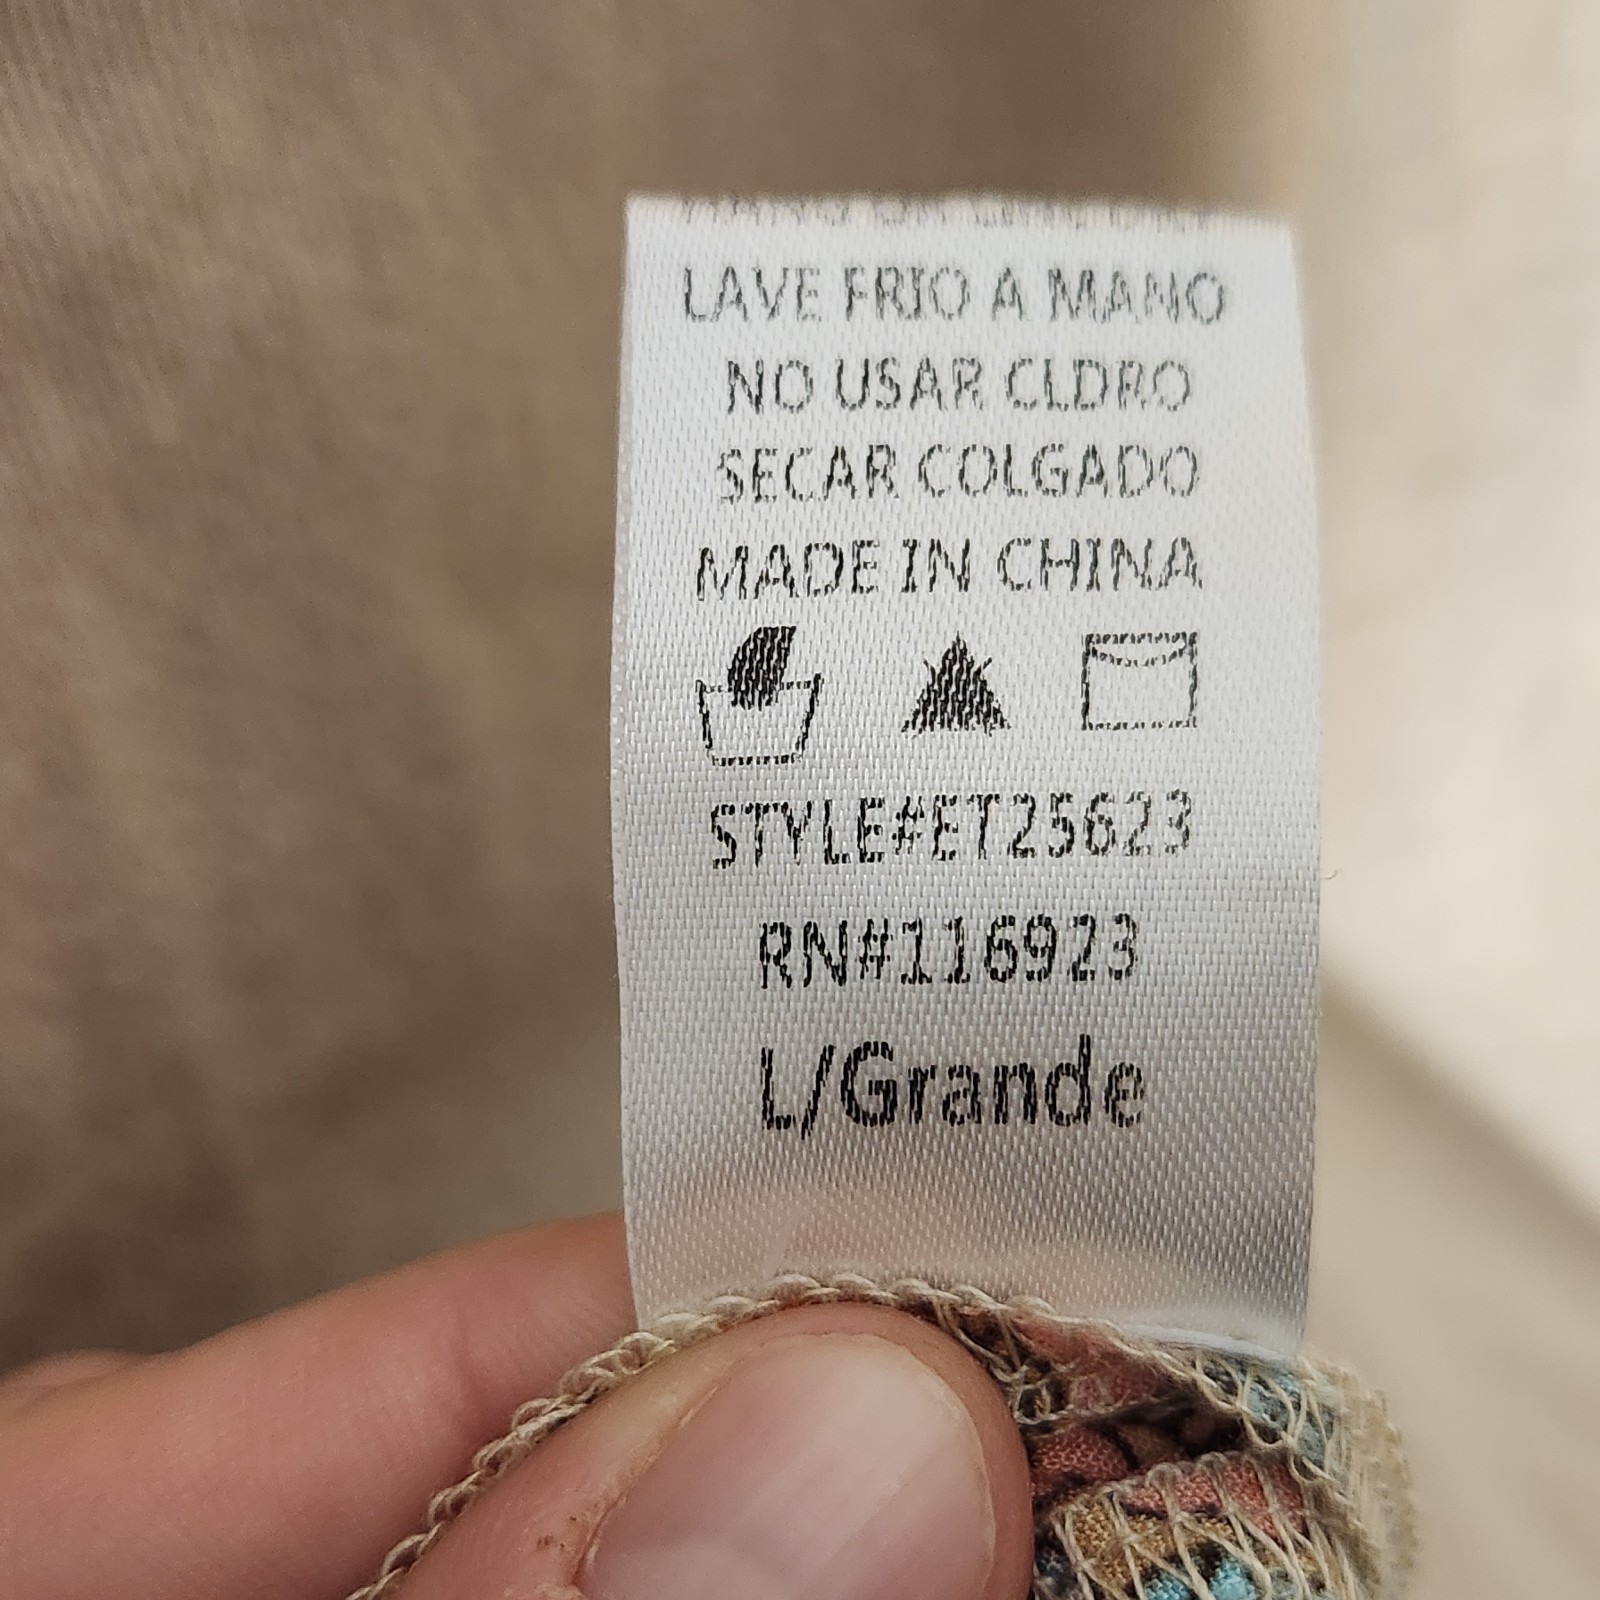 LAVE FRIO A MANO
NO USAR CLDRO
SECAR COLGADO
MADE IN CHINA
STYLE#ET25623
RN#116923
L/Grande